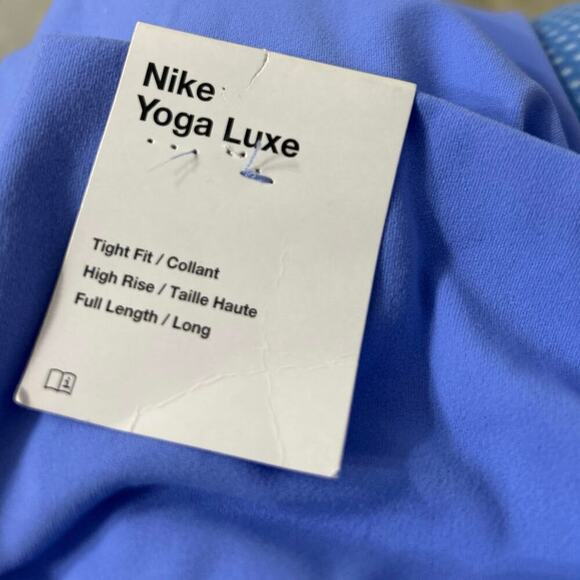 Nike
Yoga Luxe
Tight Fit / Collant
High Rise / Taille Haute
Full Length / Long